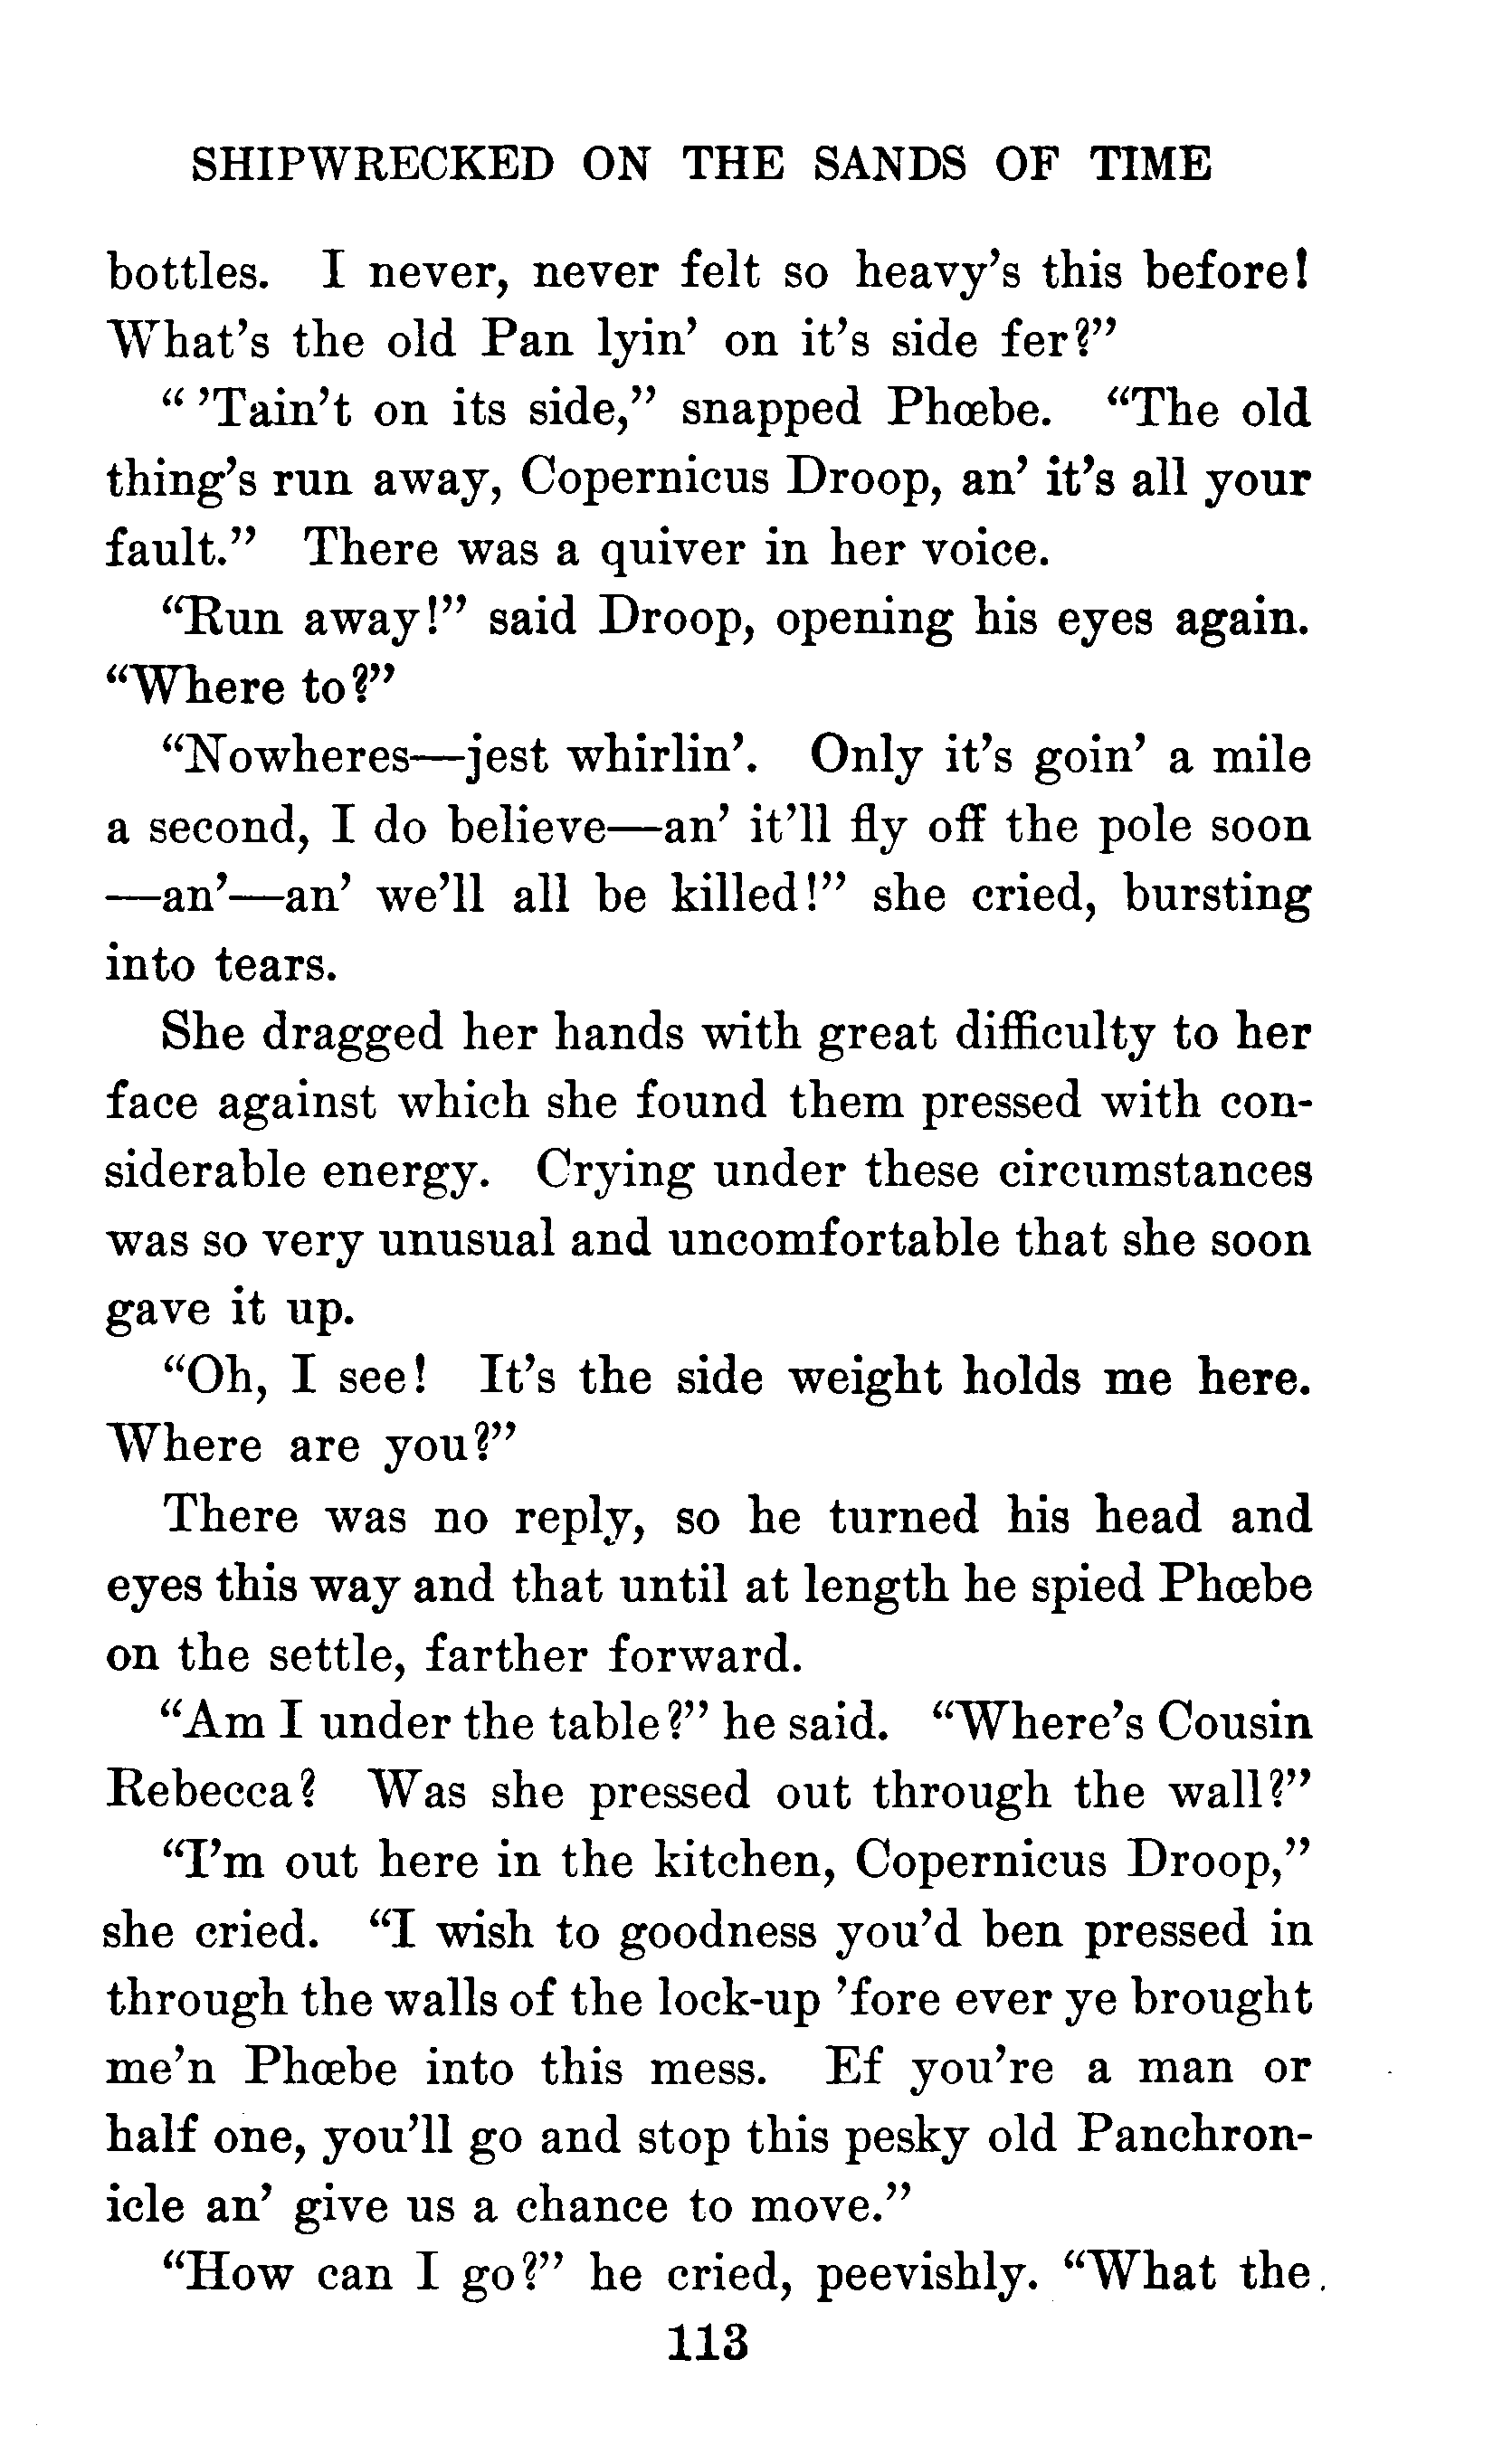 SHIPWRECKED ON THE SANDS OF TIME
bottles. I never, never felt so heavy's this before!
What's the old Pan lyin' on it's side fer?"
" 'Tain't on its side," snapped Phœbe. "The old
thing's run away, Copernicus Droop, an' it's all your
fault." There was a quiver in her voice.
"Run away!" said Droop, opening his eyes again.
"Where to?"
"Nowheres—jest whirlin'. Only it's goin' a mile
a second, I do believe—an' it'll fly off the pole soon
—an'—an' we'll all be killed!" she cried, bursting
into tears.
She dragged her hands with great difficulty to her
face against which she found them pressed with con-
siderable energy. Crying under these circumstances
was so very unusual and uncomfortable that she soon
gave it up.
"Oh, I see! It's the side weight holds me here.
Where are you?"
There was no reply, so he turned his head and
eyes this way and that until at length he spied Phœbe
on the settle, farther forward.
"Am I under the table?" he said. "Where's Cousin
Rebecca? Was she pressed out through the wall?"
"I'm out here in the kitchen, Copernicus Droop,"
she cried. "I wish to goodness you'd ben pressed in
through the walls of the lock-up 'fore ever ye brought
me'n Phœbe into this mess. Ef you're a man or
half one, you'll go and stop this pesky old Panchron-
icle an' give us a chance to move."
"How can I go?" he cried, peevishly. "What the
113